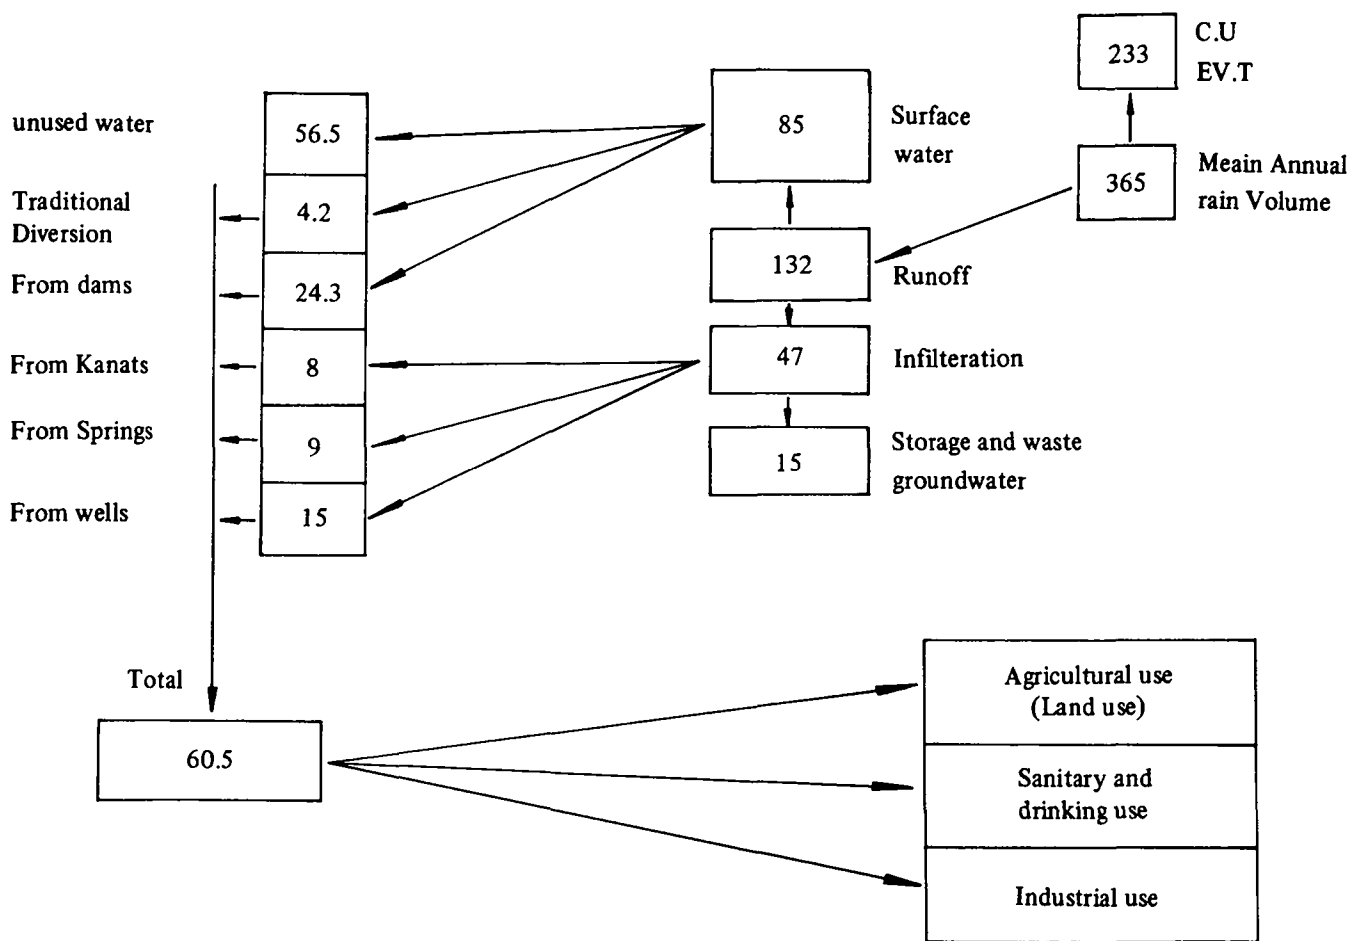 233
C.U
EV.T
unused water
56.5
85
Surface
water
365
Meain Annual
rain Volume
Traditional
Diversion
4.2
132
Runoff
From dams
24.3
From Kanats
8
47
Infilteration
From Springs
9
15
Storage and waste
groundwater
From wells
15
Total
60.5
Agricultural use
(Land use)
Sanitary and
drinking use
Industrial use